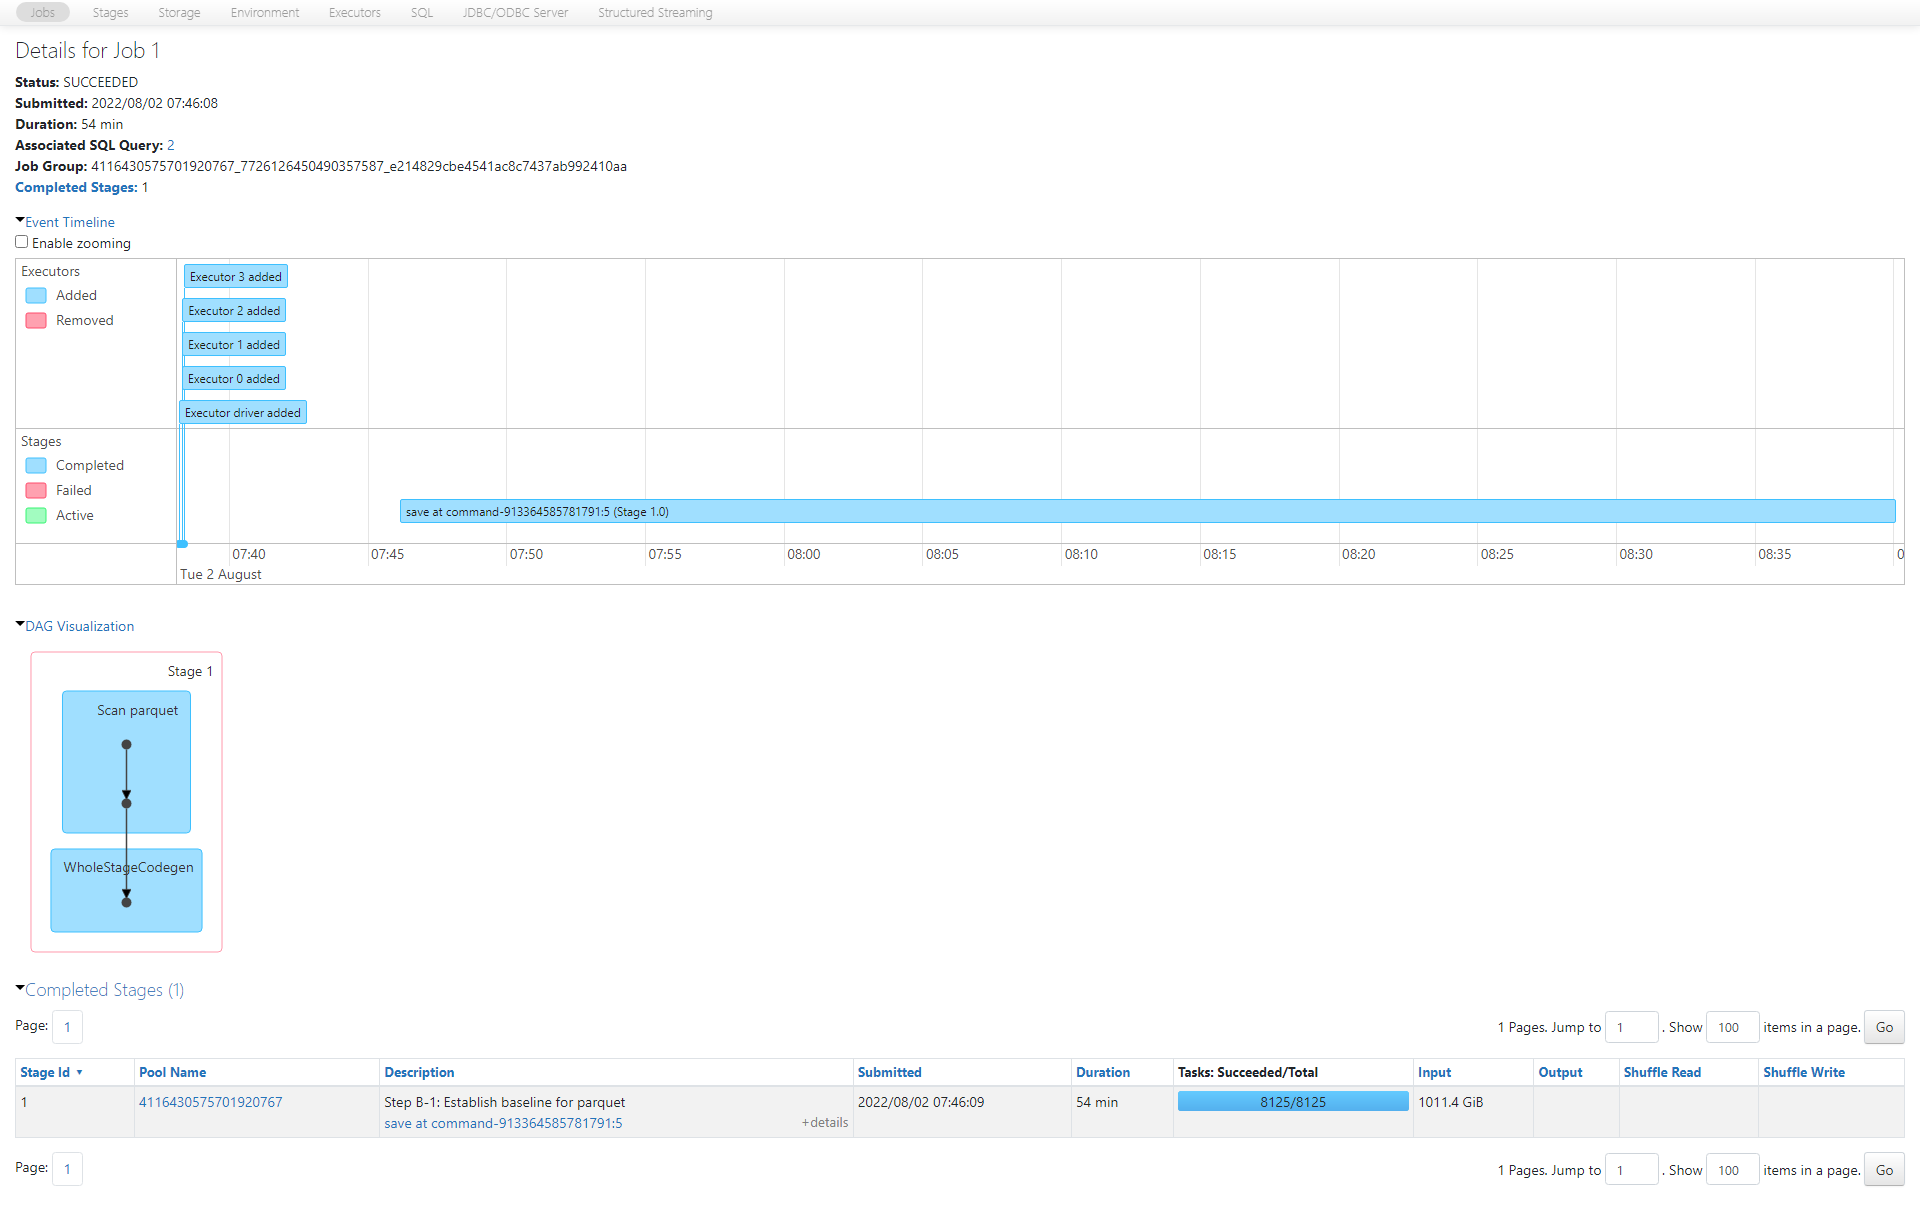 Jobs Stages Storage Environment Executors SQL JDBC/ODBC Server Structured Streaming
Details for Job 1
Status: SUCCEEDED
Submitted: 2022/08/02 07:46:08
Duration: 54 min
Associated SQL Query: 2
Job Group: 4116430575701920767_7726126450490357587_e214829cbe4541ac8c7437ab992410aa
Completed Stages: 1
Event Timeline
Enable zooming
Executors
Added
Removed
Executor 3 added
Executor 2 added
Executor 1 added
Executor 0 added
Executor driver added
Stages
Completed
Failed
Active
save at command-913364585781791:5 (Stage 1.0)
07:40 07:45 07:50 07:55 08:00 08:05 08:10 08:15 08:20 08:25 08:30 08:35 0
Tue 2 August
DAG Visualization
Stage 1
Scan parquet
WholeStageCodegen
Completed Stages (1)
Page: 1 1 Pages. Jump to 1 . Show 100 items in a page. Go
Stage Id ▾ Pool Name Description Submitted Duration Tasks: Succeeded/Total Input Output Shuffle Read Shuffle Write
1 4116430575701920767 Step B-1: Establish baseline for parquet 2022/08/02 07:46:09 54 min 8125/8125 1011.4 GiB
save at command-913364585781791:5 +details
Page: 1 1 Pages. Jump to 1 . Show 100 items in a page. Go